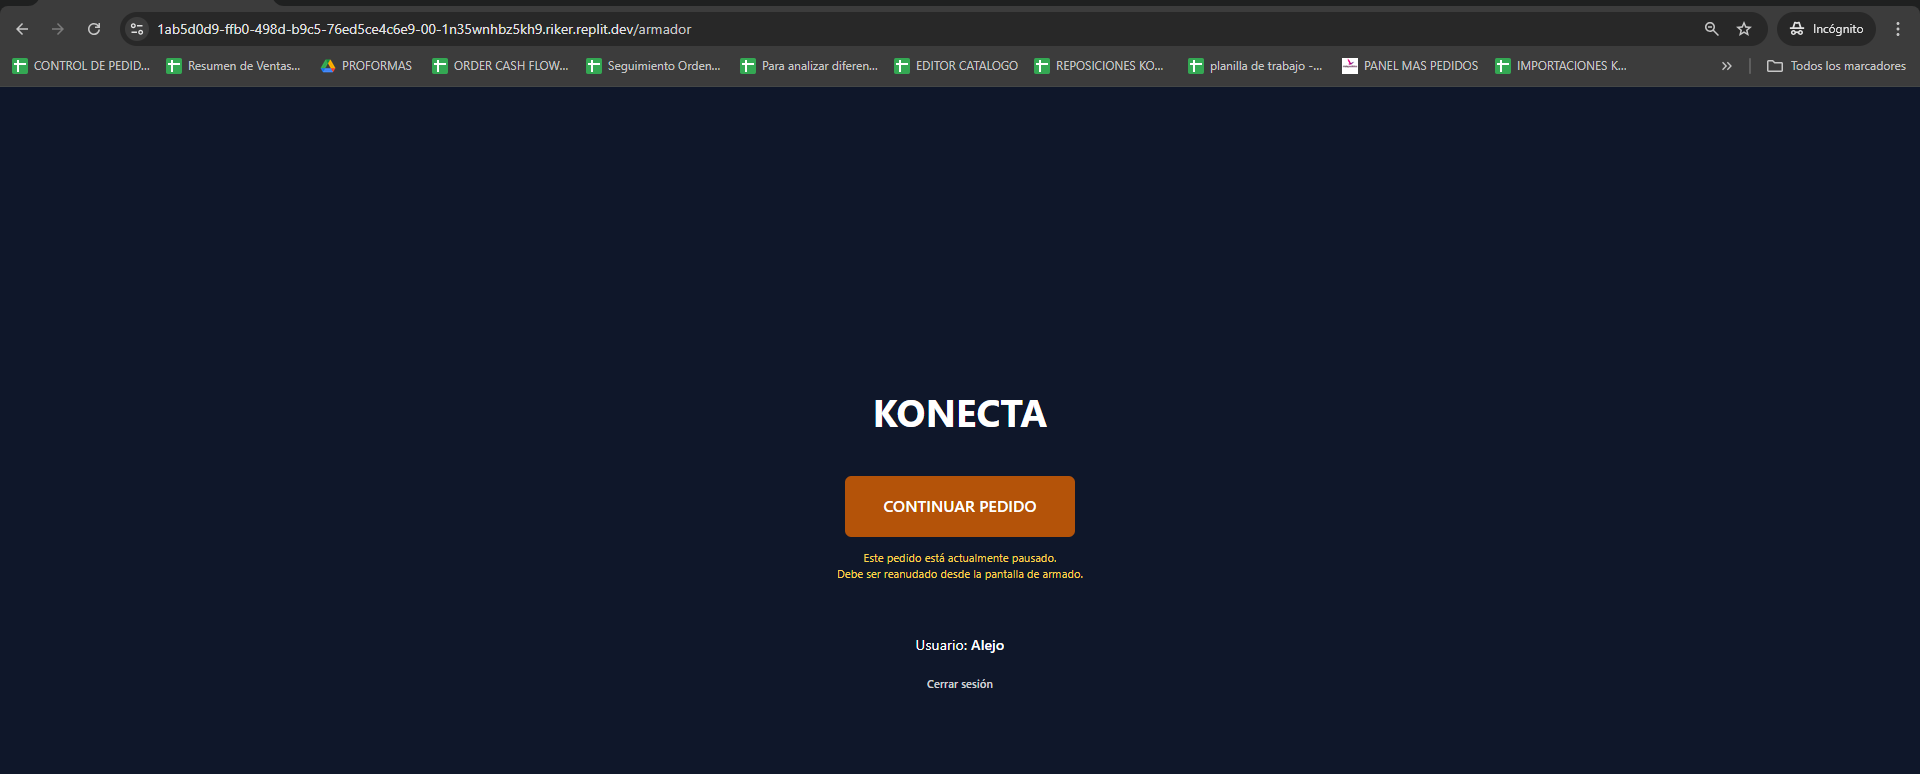 1ab5d0d9-ffb0-498d-b9c5-76ed5ce4c6e9-00-1n35wnhbz5kh9.riker.replit.dev/armador
Incógnito
CONTROL DE PEDID... Resumen de Ventas... PROFORMAS ORDER CASH FLOW... Seguimiento Orden... Para analizar diferen... EDITOR CATALOGO REPOSICIONES KO... planilla de trabajo -... PANEL MAS PEDIDOS IMPORTACIONES K... Todos los marcadores
KONECTA
CONTINUAR PEDIDO
Este pedido está actualmente pausado.
Debe ser reanudado desde la pantalla de armado.
Usuario: Alejo
Cerrar sesión